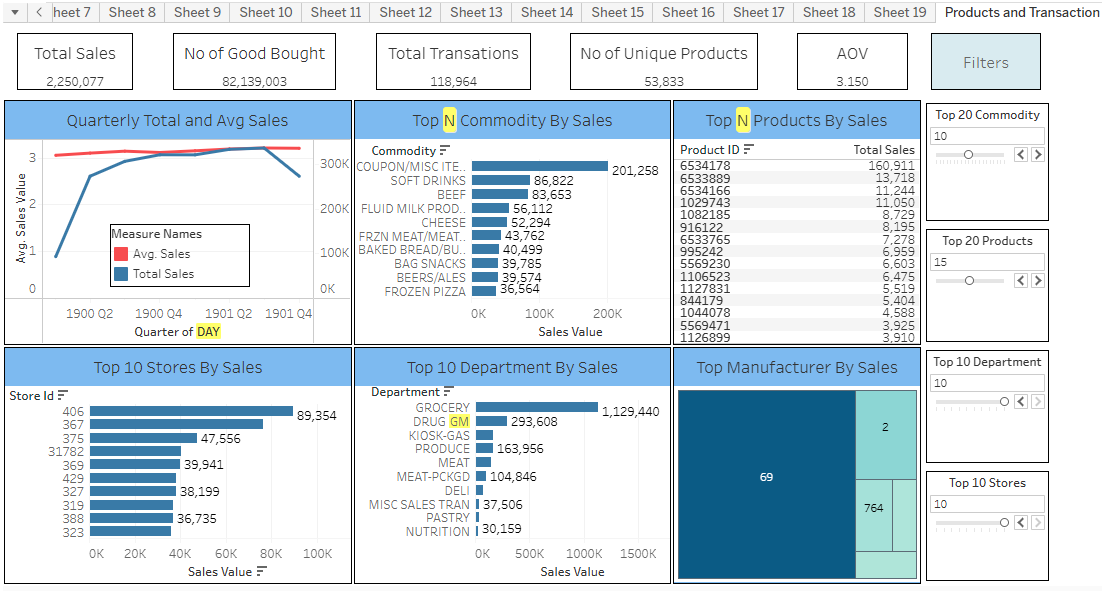 heet 7 Sheet 8 Sheet 9 Sheet 10 Sheet 11 Sheet 12 Sheet 13 Sheet 14 Sheet 15 Sheet 16 Sheet 17 Sheet 18 Sheet 19 Products and Transaction
Total Sales
2,250,077
No of Good Bought
82,139,003
Total Transations
118,964
No of Unique Products
53,833
AOV
3.150
Filters
Quarterly Total and Avg Sales
Avg. Sales Value
3
2
1
0
300K
200K
100K
0K
Measure Names
Avg. Sales
Total Sales
1900 Q2 1900 Q4 1901 Q2 1901 Q4
Quarter of DAY
Top N Commodity By Sales
Commodity
COUPON/MISC ITE.. 201,258
SOFT DRINKS 86,822
BEEF 83,653
FLUID MILK PROD.. 56,112
CHEESE 52,294
FRZN MEAT/MEAT.. 43,762
BAKED BREAD/BU.. 40,499
BAG SNACKS 39,785
BEERS/ALES 39,574
FROZEN PIZZA 36,564
0K 100K 200K
Sales Value
Top N Products By Sales
Product ID Total Sales
6534178 160,911
6533889 13,718
6534166 11,244
1029743 11,050
1082185 8,729
916122 8,195
6533765 7,278
995242 6,959
5569230 6,603
1106523 6,475
1127831 5,519
844179 5,404
1044078 4,588
5569471 3,925
1126899 3,910
Top 20 Commodity
10
Top 20 Products
15
Top 10 Stores By Sales
Store Id
406 89,354
367
375 47,556
31782
369 39,941
429
327 38,199
319
388 36,735
323
0K 20K 40K 60K 80K 100K
Sales Value
Top 10 Department By Sales
Department
GROCERY 1,129,440
DRUG GM 293,608
KIOSK-GAS
PRODUCE 163,956
MEAT
MEAT-PCKGD 104,846
DELI
MISC SALES TRAN 37,506
PASTRY
NUTRITION 30,159
0K 500K 1000K 1500K
Sales Value
Top Manufacturer By Sales
69
2
764
Top 10 Department
10
Top 10 Stores
10